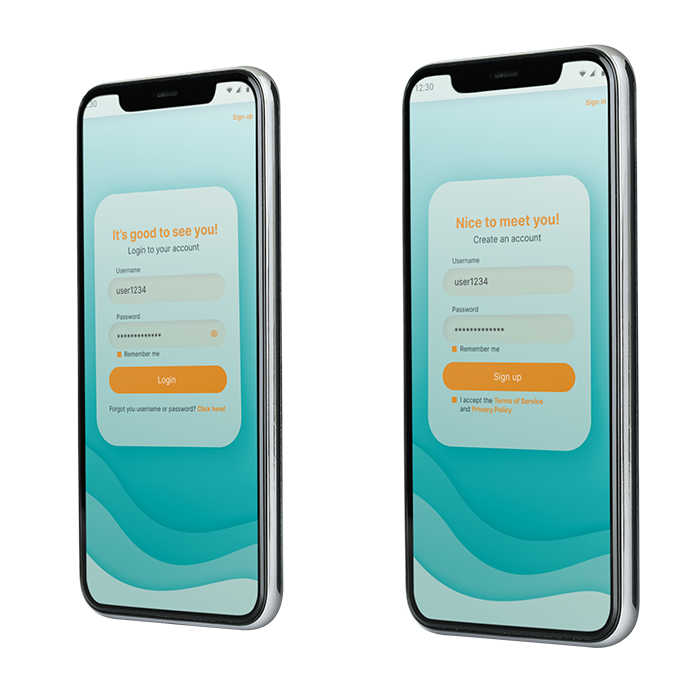 :30
Sign up
It's good to see you!
Login to your account
Username
user1234
Password
•••••••••••••
Remember me
Login
Forgot you username or password? Click here!
12:30
Sign in
Nice to meet you!
Create an account
Username
user1234
Password
•••••••••••••
Remember me
Sign up
I accept the Terms of Service
and Privacy Policy